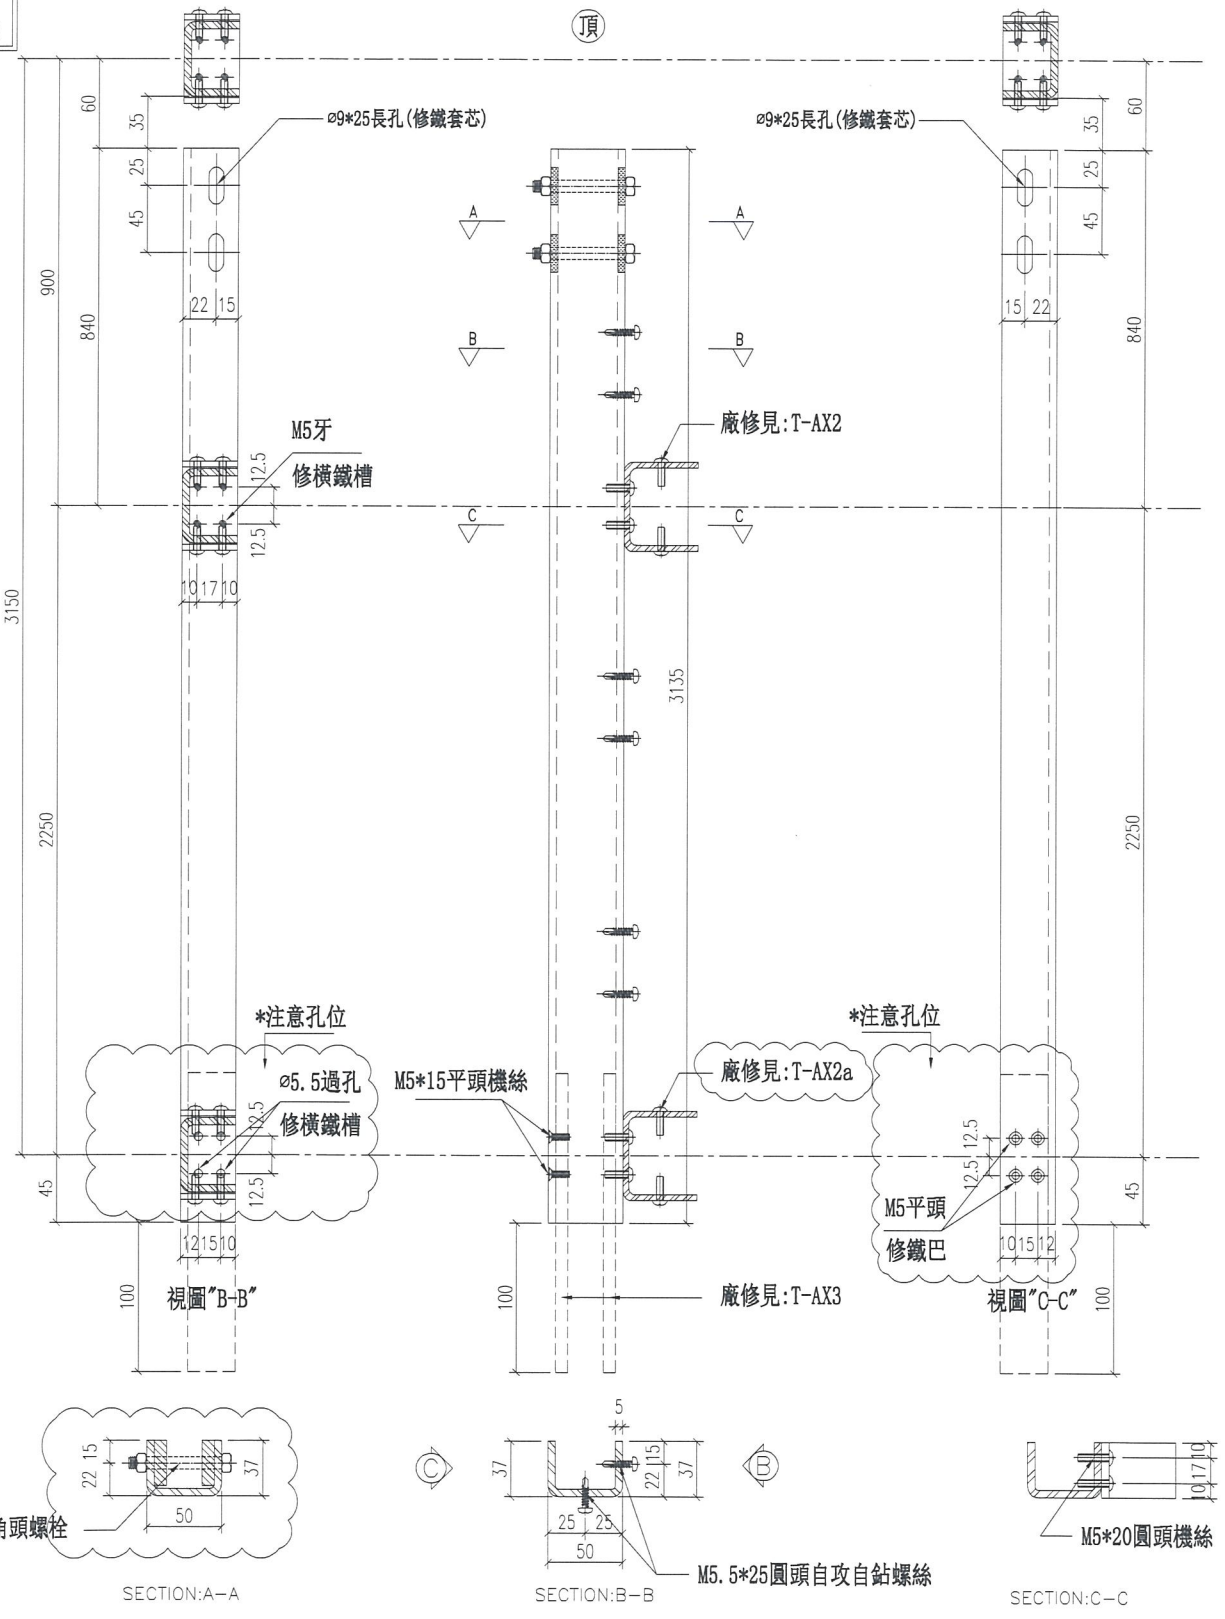 頂
60
35
25
45
22
15
900
840
3150
2250
ø9*25長孔(修鐵套芯)
M5牙
修橫鐵槽
12.5
12.5
10
17
10
*注意孔位
ø5.5過孔
修橫鐵槽
12.5
12.5
45
12
15
10
100
視圖"B-B"
A
A
B
B
C
C
廠修見:T-AX2
3135
M5*15平頭機絲
廠修見:T-AX2a
廠修見:T-AX3
100
ø9*25長孔(修鐵套芯)
60
35
25
45
15
22
840
2250
*注意孔位
12.5
12.5
M5平頭
修鐵巴
45
10
15
12
100
視圖"C-C"
15
22
37
50
頭螺栓
SECTION:A-A
C
5
37
15
22
37
25
25
50
B
M5.5*25圓頭自攻自鉆螺絲
SECTION:B-B
10
17
10
M5*20圓頭機絲
SECTION:C-C